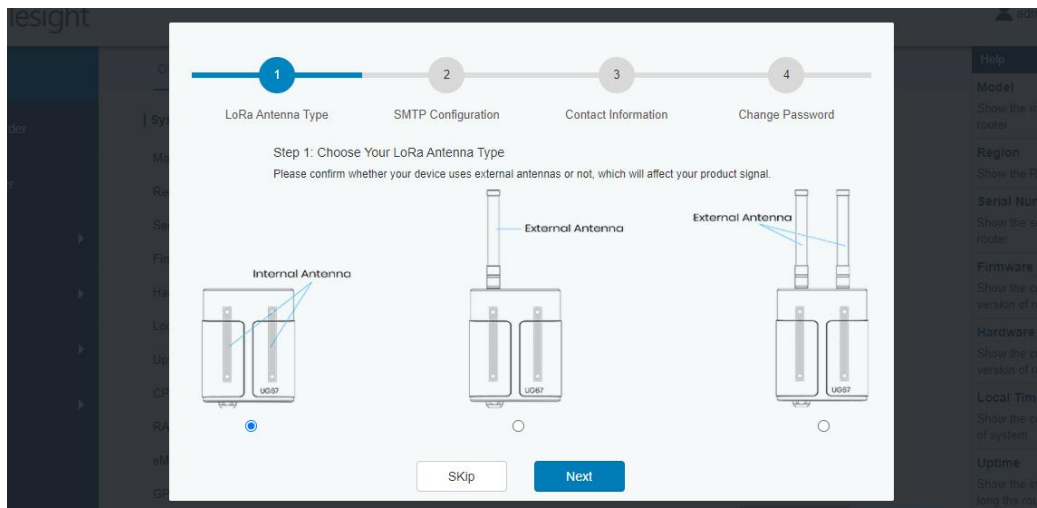 lesight
1
2
3
4
LoRa Antenna Type
SMTP Configuration
Contact Information
Change Password
Step 1: Choose Your LoRa Antenna Type
Please confirm whether your device uses external antennas or not, which will affect your product signal.
Internal Antenna
External Antenna
External Antenna
UG67
UG67
UG67
SKip
Next
Help
Model
Show the
router
Region
Show the
Serial
Show the
router
Firmware
Show the
version of
Hardware
Show the
version of
Local
Show the
of system
Uptime
Show the
long the